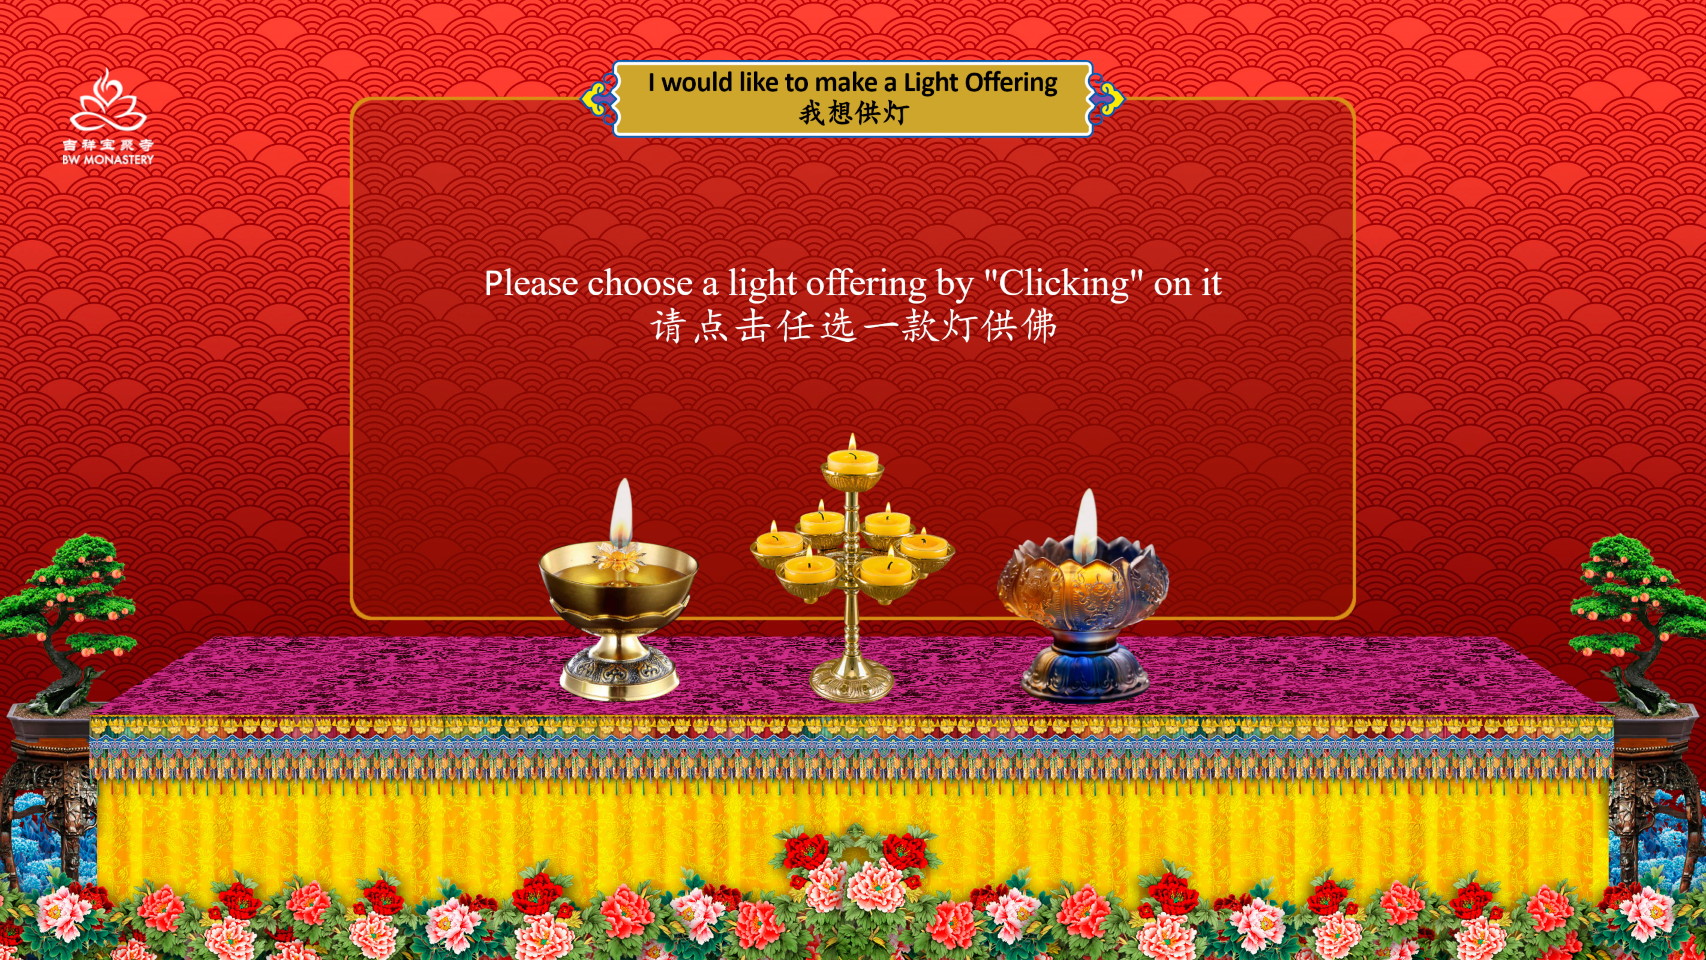 I would like to make a Light Offering
我想供灯
吉祥宝聚寺
BW MONASTERY
Please choose a light offering by "Clicking" on it
请点击任选一款灯供佛